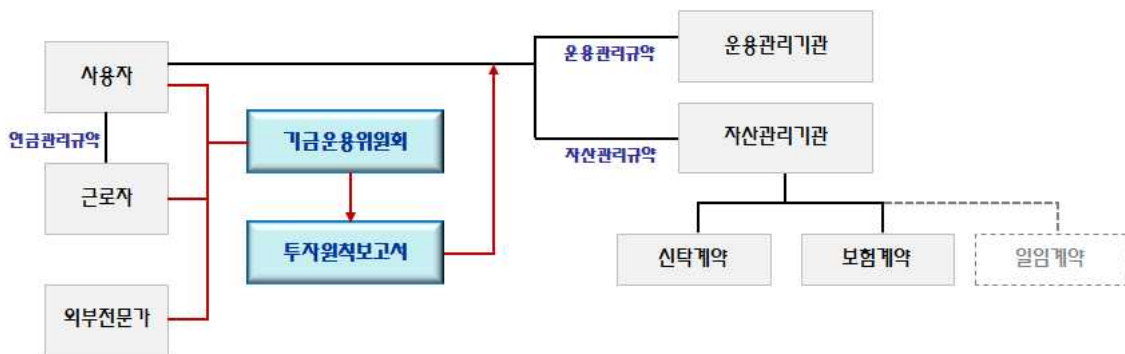 사용자
연금관리규약
근로자
외부전문가
기금운용위원회
투자원칙보고서
운용관리규약
자산관리규약
운용관리기관
자산관리기관
신탁계약
보험계약
일임계약